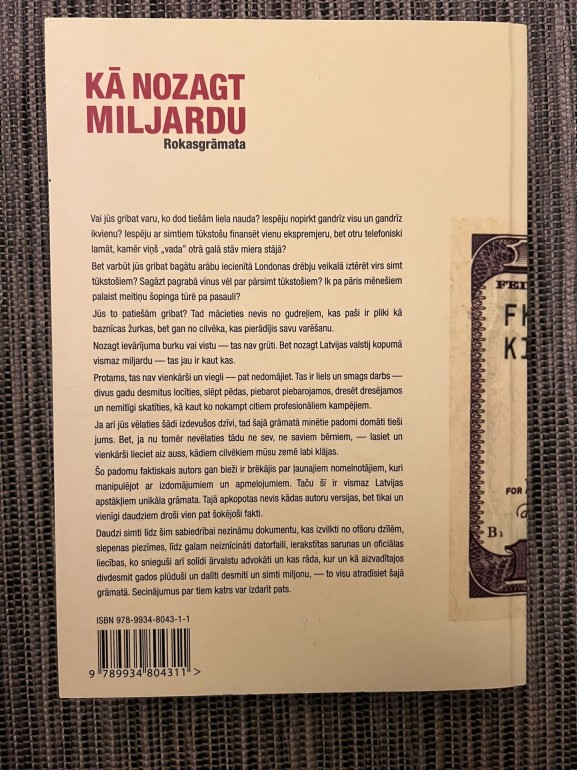 KĀ NOZAGT
MILJARDU
Rokasgrāmata
Vai jūs gribat varu, ko dod tiešām liela nauda? Iespēju nopirkt gandrīz visu un gandrīz
ikvienu? Iespēju ar simtiem tūkstošu finansēt vienu ekspremjeru, bet otru telefoniski
lamāt, kamēr viņš „vada” otrā galā stāv miera stājā?
Bet varbūt jūs gribat bagātu arābu iecienītā Londonas drēbju veikalā iztērēt virs simt
tūkstošiem? Sagāzt pagrabā vīnus vēl par pārsimt tūkstošiem? Ik pa pāris mēnešiem
palaist meitiņu šopinga tūrē pa pasauli?
Jūs to patiešām gribat? Tad mācieties nevis no gudreļiem, kas paši ir pliki kā
baznīcas žurkas, bet gan no cilvēka, kas pierādījis savu varēšanu.
Nozagt ievārījuma burku vai vistu — tas nav grūti. Bet nozagt Latvijas valstij kopumā
vismaz miljardu — tas jau ir kaut kas.
Protams, tas nav vienkārši un viegli – pat nedomājiet. Tas ir liels un smags darbs —
divus gadu desmitus locīties, slēpt pēdas, piebarot piebarojamos, dresēt dresējamos
un nemitīgi skatīties, kā kaut ko nokampt citiem profesionāliem kampējiem.
Ja arī jūs vēlaties šādi izdevušos dzīvi, tad šajā grāmatā minētie padomi domāti tieši
jums. Bet, ja nu tomēr nevēlaties tādu ne sev, ne saviem bērniem, — lasiet un
vienkārši lieciet aiz auss, kādiem cilvēkiem mūsu zemē labi klājas.
Šo padomu faktiskais autors gan bieži ir brēkājis par ļaunajiem nomelnotājiem, kuri
manipulējot ar izdomājumiem un apmelojumiem. Taču šī ir vismaz Latvijas
apstākļiem unikāla grāmata. Tajā apkopotas nevis kādas autoru versijas, bet tikai un
vienīgi daudziem droši vien pat šokējoši fakti.
Daudzi simti līdz šim sabiedrībai nezināmu dokumentu, kas izvilkti no ofšoru dzīlēm,
slepenas piezīmes, līdz galam neiznīcināti datorfaili, ierakstītas sarunas un oficiālas
liecības, ko snieguši arī solīdi ārvalstu advokāti un kas rāda, kur un kā aizvadītajos
divdesmit gados plūduši un dalīti desmiti un simti miljonu, — to visu atradīsiet šajā
grāmatā. Secinājumus par tiem katrs var izdarīt pats.
ISBN 978-9934-8043-1-1
9 789934 804311 >
FOR
B1